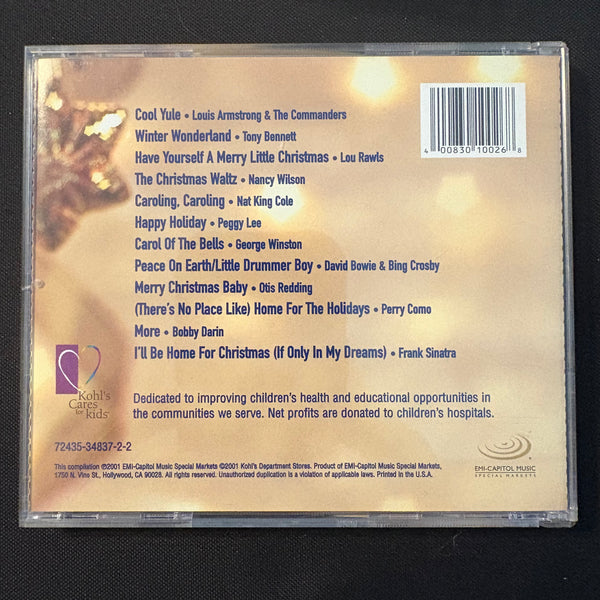 Cool Yule • Louis Armstrong & The Commanders
Winter Wonderland • Tony Bennett
Have Yourself A Merry Little Christmas • Lou Rawls
The Christmas Waltz • Nancy Wilson
Caroling, Caroling • Nat King Cole
Happy Holiday • Peggy Lee
Carol Of The Bells • George Winston
Peace On Earth/Little Drummer Boy • David Bowie & Bing Crosby
Merry Christmas Baby • Otis Redding
(There's No Place Like) Home For The Holidays • Perry Como
More • Bobby Darin
I'll Be Home For Christmas (If Only In My Dreams) • Frank Sinatra
4 00830 10026 8
Kohl's
Cares
for
kids
Dedicated to improving children's health and educational opportunities in
the communities we serve. Net profits are donated to children's hospitals.
72435-34837-2-2
This compilation ℗2001 EMI-Capitol Music Special Markets ©2001 Kohl's Department Stores. Product of EMI-Capitol Music Special Markets,
1750 N. Vine St., Hollywood, CA 90028. All rights reserved. Unauthorized duplication is a violation of applicable laws. Printed in the U.S.A.
EMI-CAPITOL MUSIC
SPECIAL MARKETS